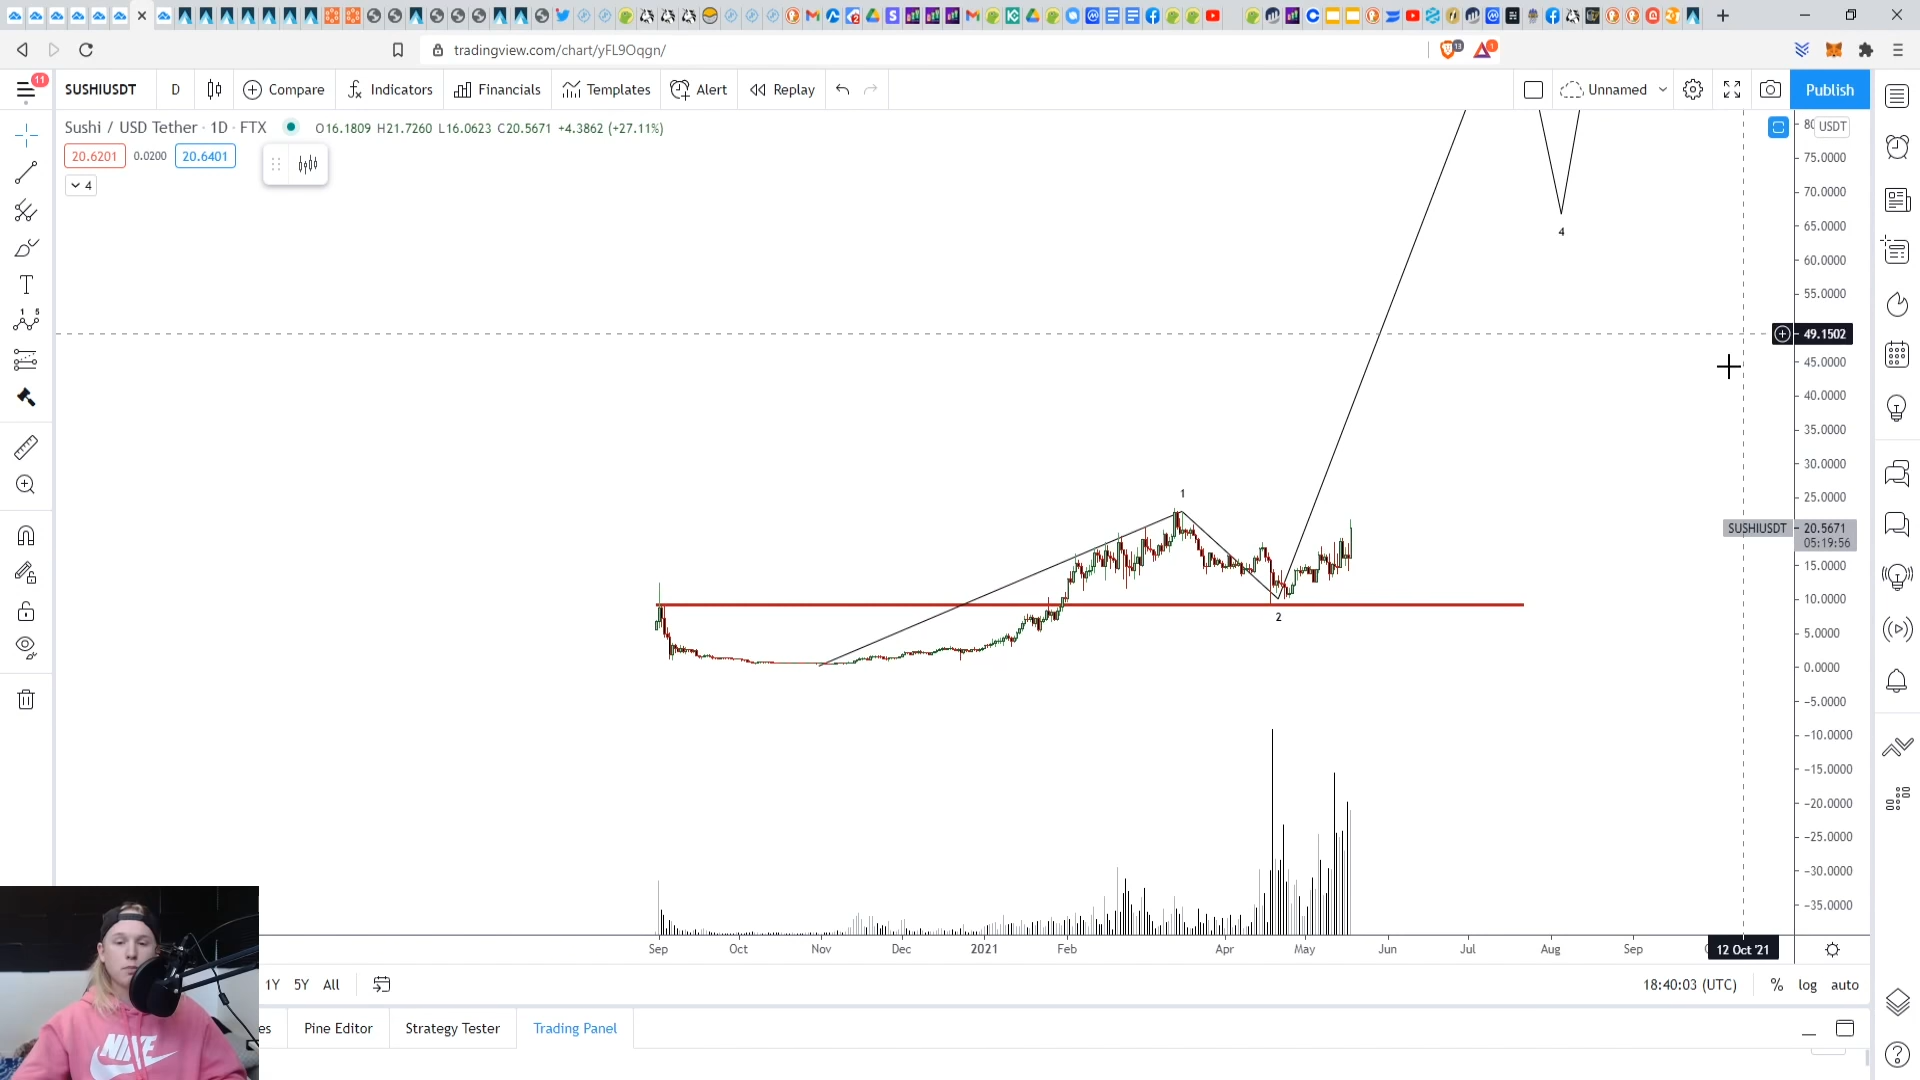 tradingview.com/chart/yFL9Oqgn/
13
1
11
SUSHIUSDT
D
Compare
Indicators
Financials
Templates
Alert
Replay
Unnamed
Publish
Sushi / USD Tether · 1D · FTX
O16.1809 H21.7260 L16.0623 C20.5671 +4.3862 (+27.11%)
20.6201
0.0200
20.6401
4
80
USDT
75.0000
70.0000
65.0000
60.0000
55.0000
49.1502
45.0000
40.0000
35.0000
30.0000
25.0000
SUSHIUSDT
20.5671
05:19:56
15.0000
10.0000
5.0000
0.0000
-5.0000
-10.0000
-15.0000
-20.0000
-25.0000
-30.0000
-35.0000
1
2
4
Sep
Oct
Nov
Dec
2021
Feb
Apr
May
Jun
Jul
Aug
Sep
12 Oct '21
1Y
5Y
All
18:40:03 (UTC)
%
log
auto
es
Pine Editor
Strategy Tester
Trading Panel
NIKE